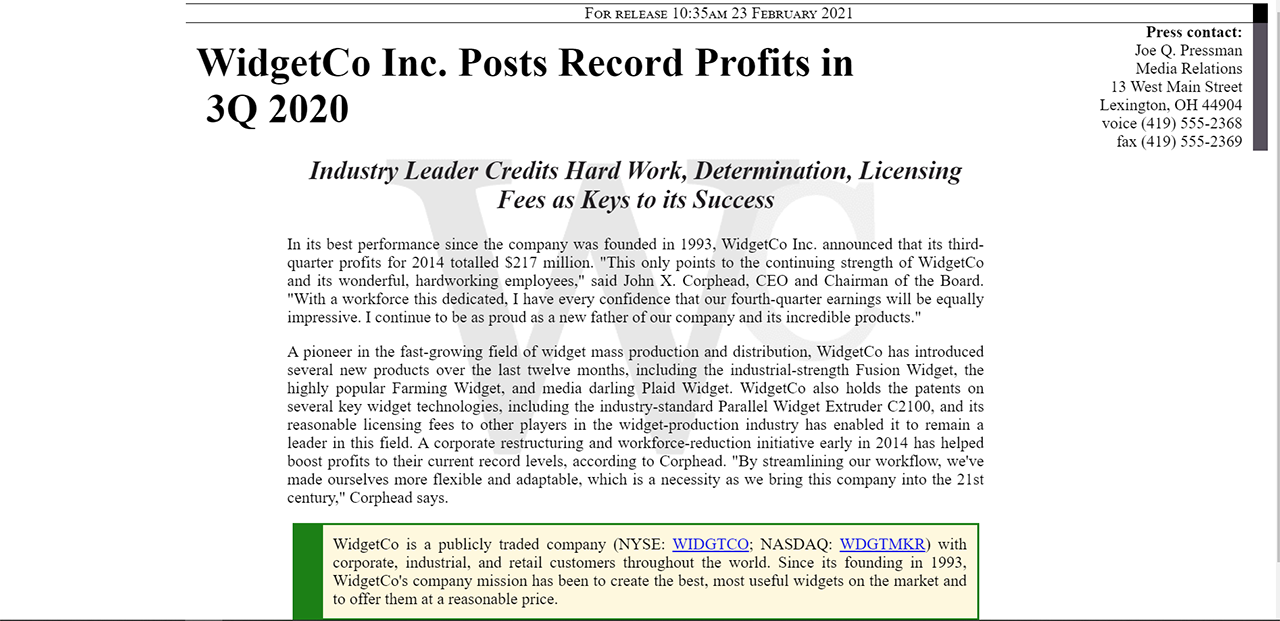 FOR RELEASE 10:35AM 23 FEBRUARY 2021
Press contact:
Joe Q. Pressman
Media Relations
13 West Main Street
Lexington, OH 44904
voice (419) 555-2368
fax (419) 555-2369
WidgetCo Inc. Posts Record Profits in
3Q 2020
Industry Leader Credits Hard Work, Determination, Licensing
Fees as Keys to its Success
WC
In its best performance since the company was founded in 1993, WidgetCo Inc. announced that its third-
quarter profits for 2014 totalled $217 million. "This only points to the continuing strength of WidgetCo
and its wonderful, hardworking employees," said John X. Corphead, CEO and Chairman of the Board.
"With a workforce this dedicated, I have every confidence that our fourth-quarter earnings will be equally
impressive. I continue to be as proud as a new father of our company and its incredible products."
A pioneer in the fast-growing field of widget mass production and distribution, WidgetCo has introduced
several new products over the last twelve months, including the industrial-strength Fusion Widget, the
highly popular Farming Widget, and media darling Plaid Widget. WidgetCo also holds the patents on
several key widget technologies, including the industry-standard Parallel Widget Extruder C2100, and its
reasonable licensing fees to other players in the widget-production industry has enabled it to remain a
leader in this field. A corporate restructuring and workforce-reduction initiative early in 2014 has helped
boost profits to their current record levels, according to Corphead. "By streamlining our workflow, we've
made ourselves more flexible and adaptable, which is a necessity as we bring this company into the 21st
century," Corphead says.
WidgetCo is a publicly traded company (NYSE: WIDGTCO; NASDAQ: WDGTMKR) with
corporate, industrial, and retail customers throughout the world. Since its founding in 1993,
WidgetCo's company mission has been to create the best, most useful widgets on the market and
to offer them at a reasonable price.